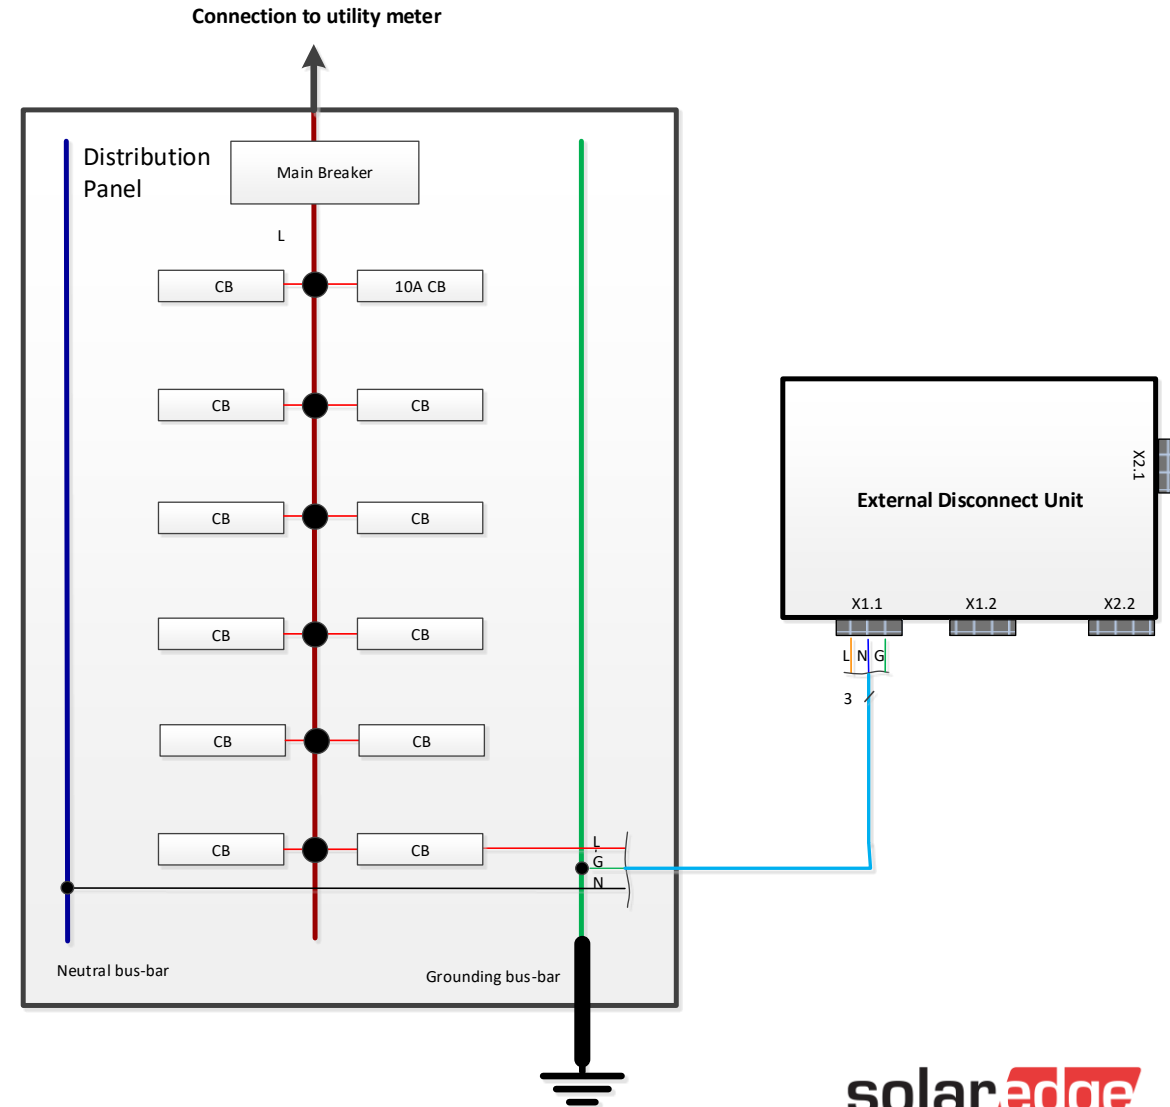 Connection to utility meter
Distribution
Panel
Main Breaker
L
CB
10A CB
CB
CB
CB
CB
CB
CB
CB
CB
CB
CB
L
G
N
Neutral bus-bar
Grounding bus-bar
External Disconnect Unit
X2.1
X1.1
X1.2
X2.2
L
N
G
3
solaredge